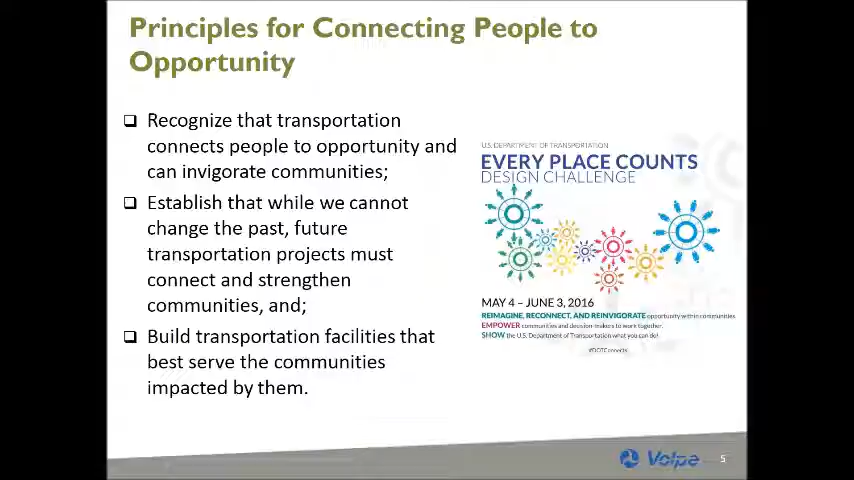 Principles for Connecting People to
Opportunity
Recognize that transportation
connects people to opportunity and
can invigorate communities;
Establish that while we cannot
change the past, future
transportation projects must
connect and strengthen
communities, and;
Build transportation facilities that
best serve the communities
impacted by them.
U.S. DEPARTMENT OF TRANSPORTATION
EVERY PLACE COUNTS
DESIGN CHALLENGE
MAY 4 – JUNE 3, 2016
REIMAGINE, RECONNECT, AND REINVIGORATE opportunity within communities
EMPOWER communities and decision-makers to work together.
SHOW the U.S. Department of Transportation what you can do!
#DOTConnects
Volpe
5